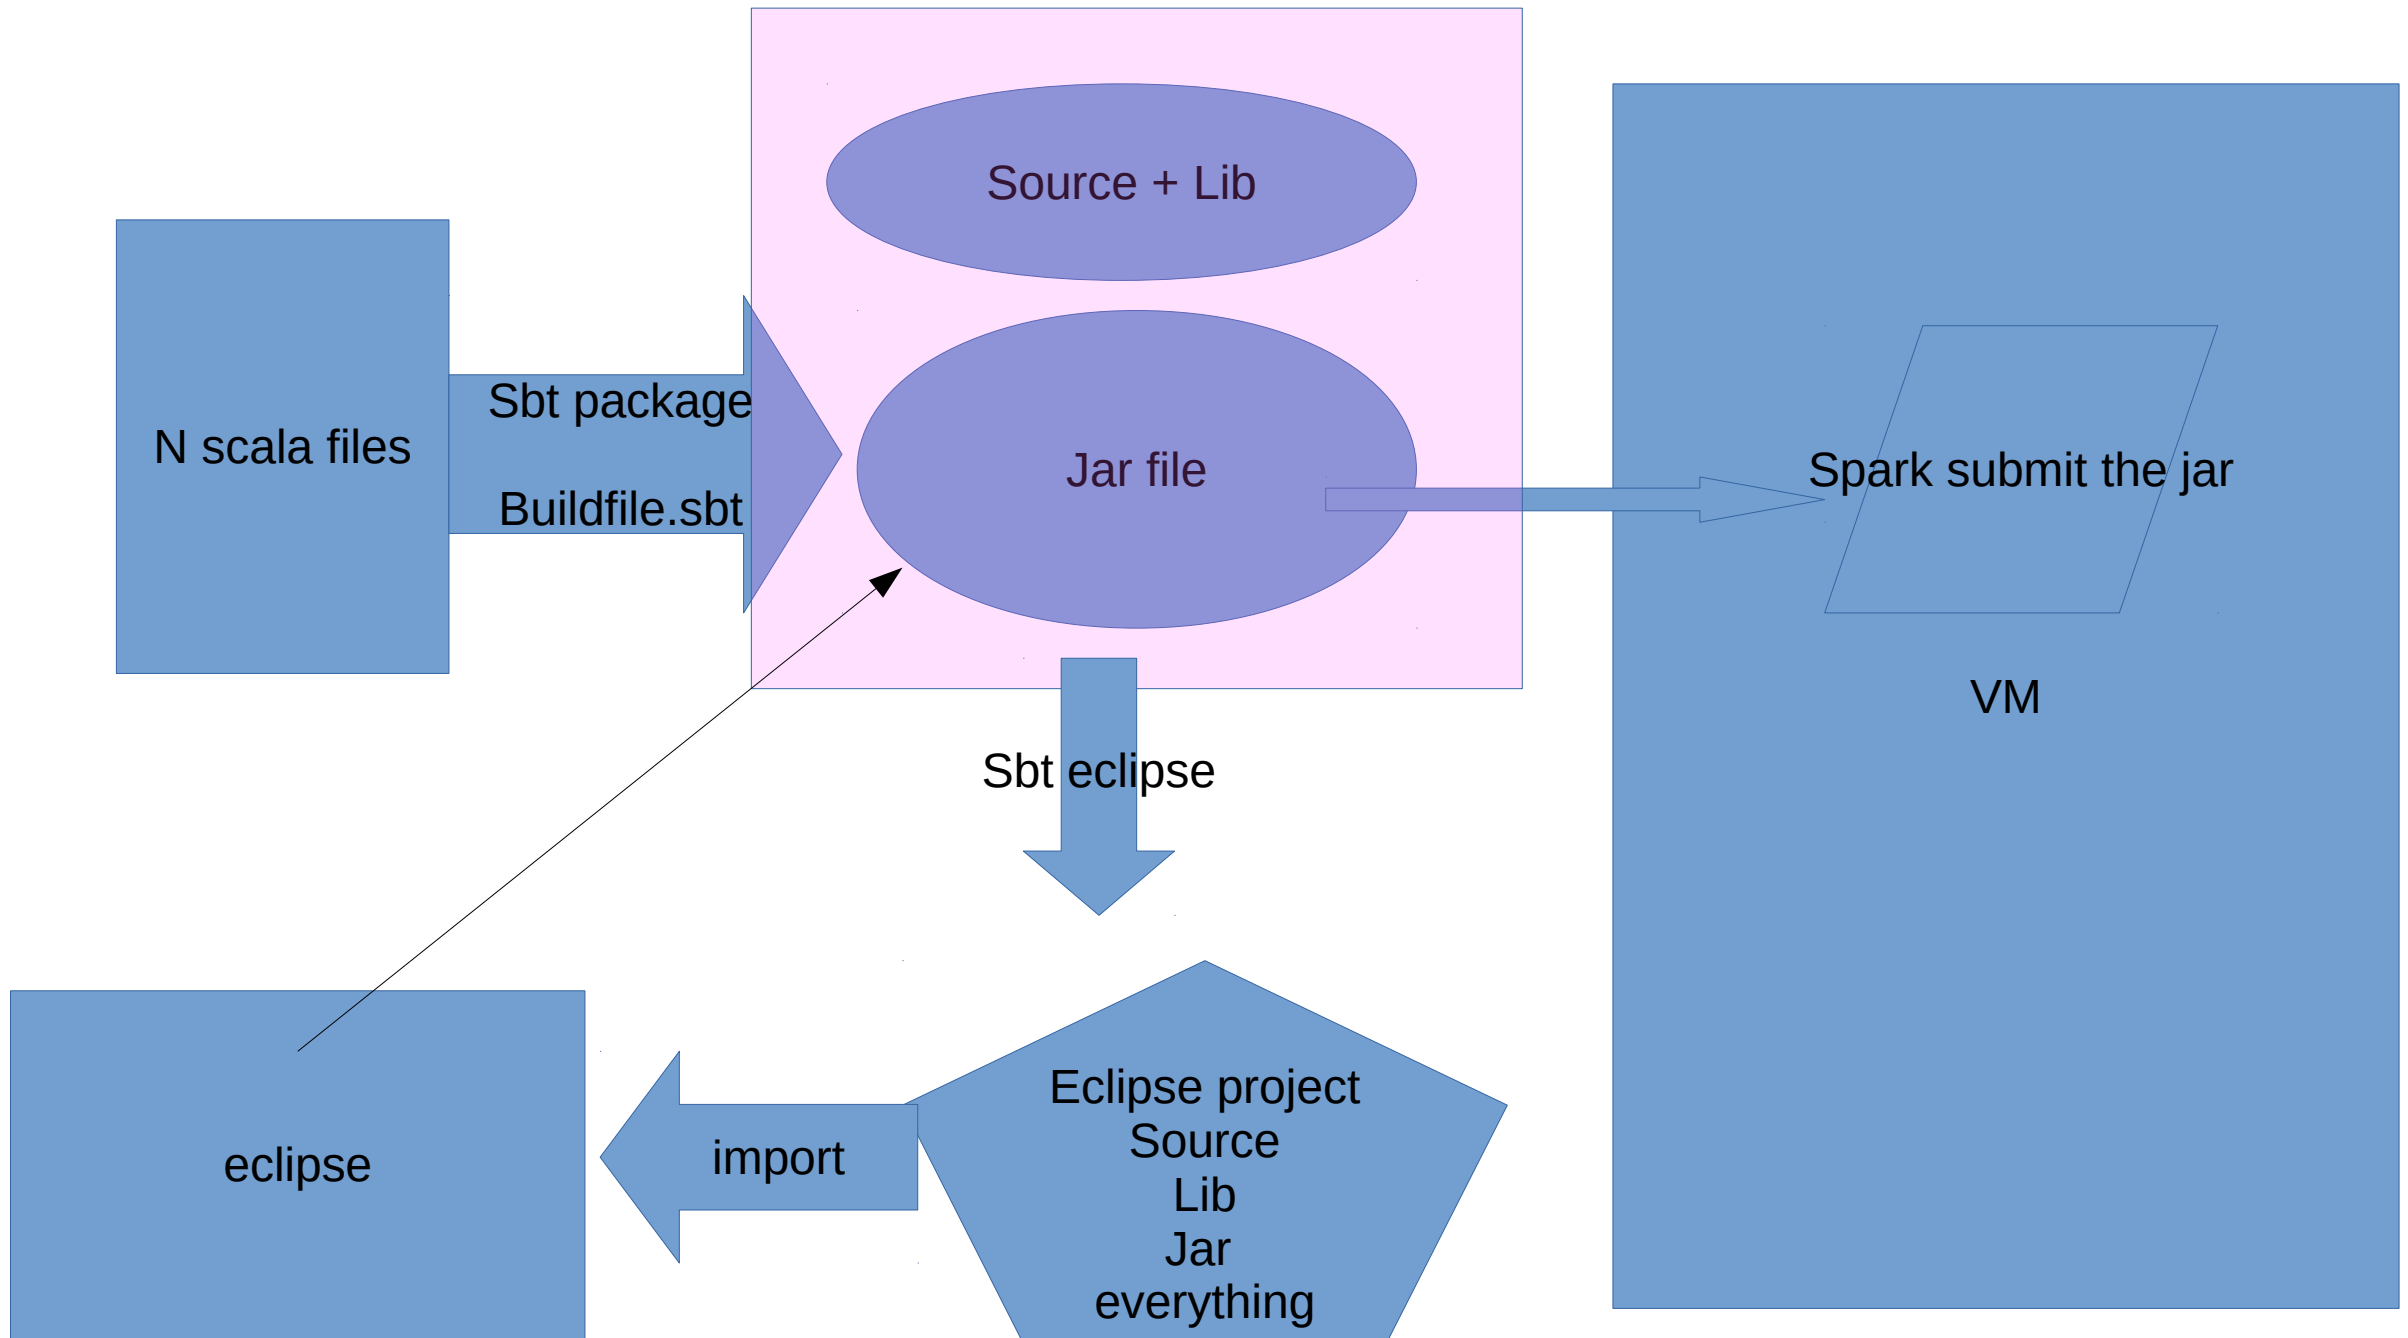 Source + Lib
N scala files
Sbt package
Buildfile.sbt
Jar file
Spark submit the jar
VM
Sbt eclipse
eclipse
import
Eclipse project
Source
Lib
Jar
everything